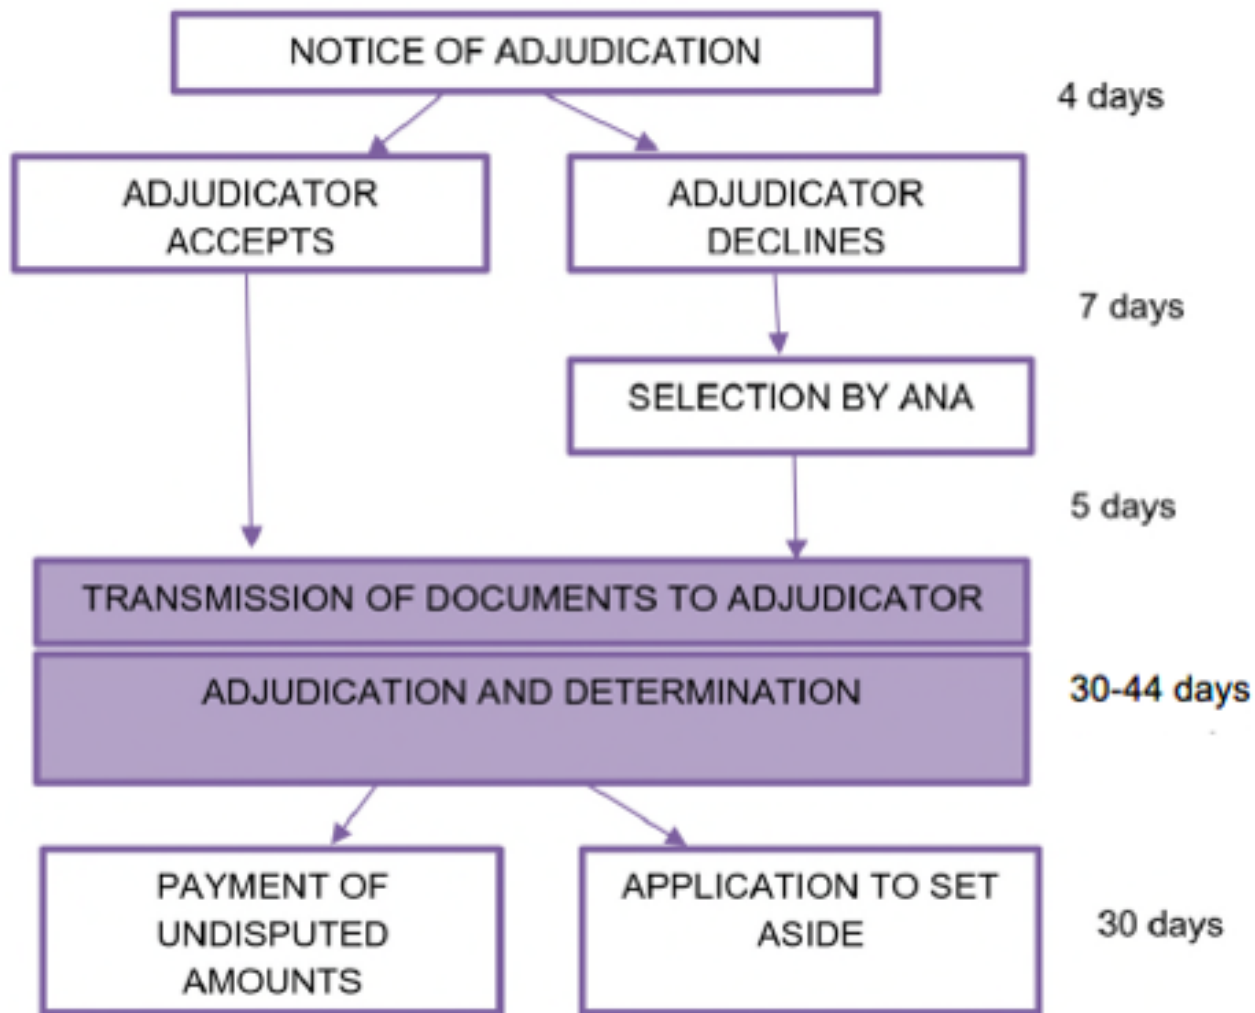 NOTICE OF ADJUDICATION
4 days
ADJUDICATOR
ACCEPTS
ADJUDICATOR
DECLINES
7 days
SELECTION BY ANA
5 days
TRANSMISSION OF DOCUMENTS TO ADJUDICATOR
ADJUDICATION AND DETERMINATION
30-44 days
PAYMENT OF
UNDISPUTED
AMOUNTS
APPLICATION TO SET
ASIDE
30 days